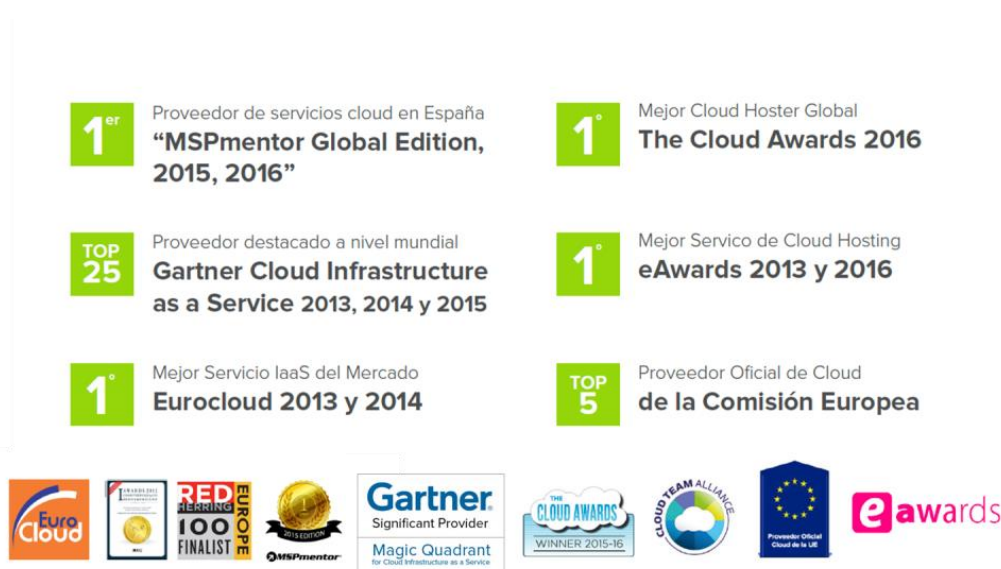 1er
Proveedor de servicios cloud en España
“MSPmentor Global Edition,
2015, 2016”
1°
Mejor Cloud Hoster Global
The Cloud Awards 2016
TOP
25
Proveedor destacado a nivel mundial
Gartner Cloud Infrastructure
as a Service 2013, 2014 y 2015
1°
Mejor Servico de Cloud Hosting
eAwards 2013 y 2016
1°
Mejor Servicio IaaS del Mercado
Eurocloud 2013 y 2014
TOP
5
Proveedor Oficial de Cloud
de la Comisión Europea
Euro
Cloud
RED
HERRING
100
FINALIST
EUROPE
2015 EDITION
MSPmentor
Gartner
Significant Provider
Magic Quadrant
for Cloud Infrastructure as a Service
THE
CLOUD AWARDS
WINNER 2015-16
CLOUD TEAM ALLIANCE
Proveedor Oficial
Cloud de la UE
e awards